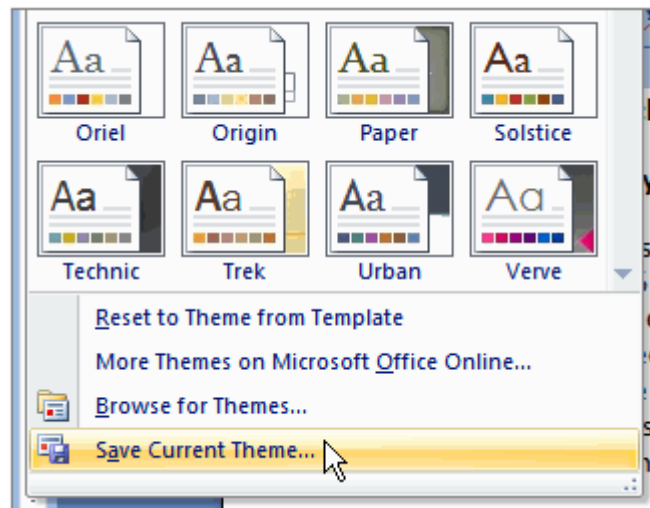 Aa Aa Aa Aa
Oriel Origin Paper Solstice
Aa Aa Aa Aa
Technic Trek Urban Verve
Reset to Theme from Template
More Themes on Microsoft Office Online...
Browse for Themes...
Save Current Theme...